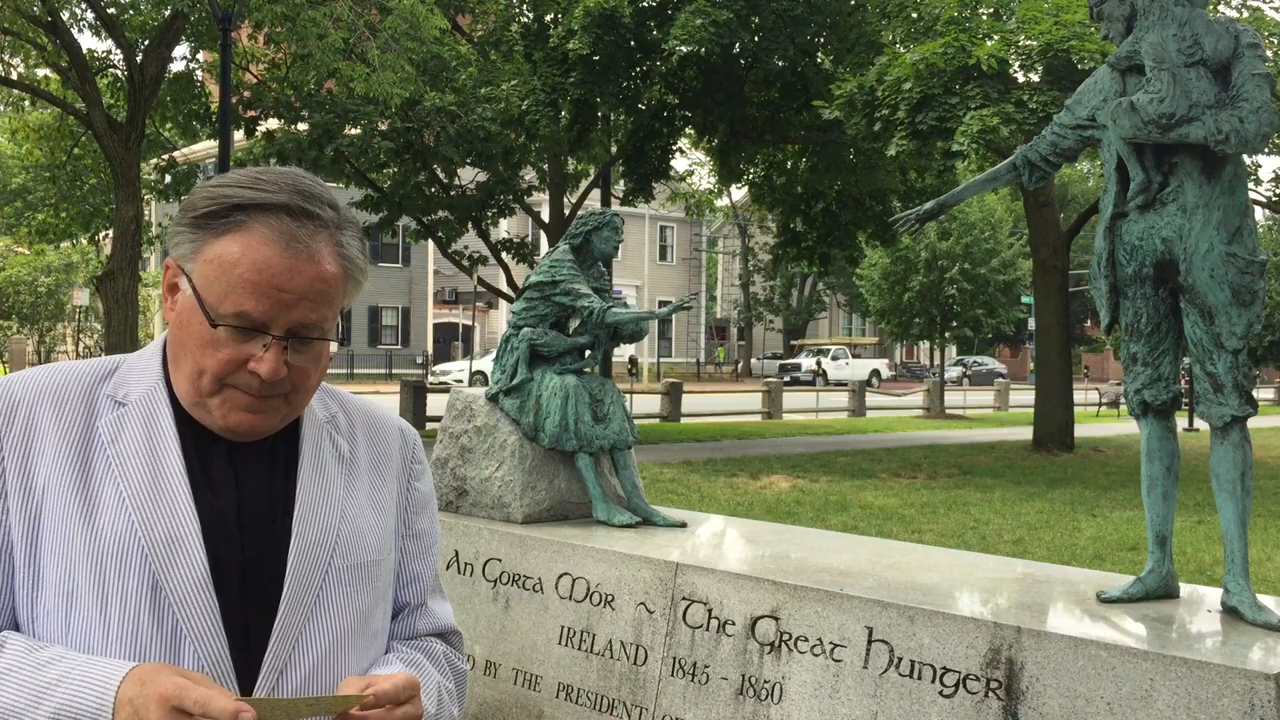 An Gorta Mór ~ The Great Hunger
IRELAND 1845 - 1850
BY THE PRESIDENT